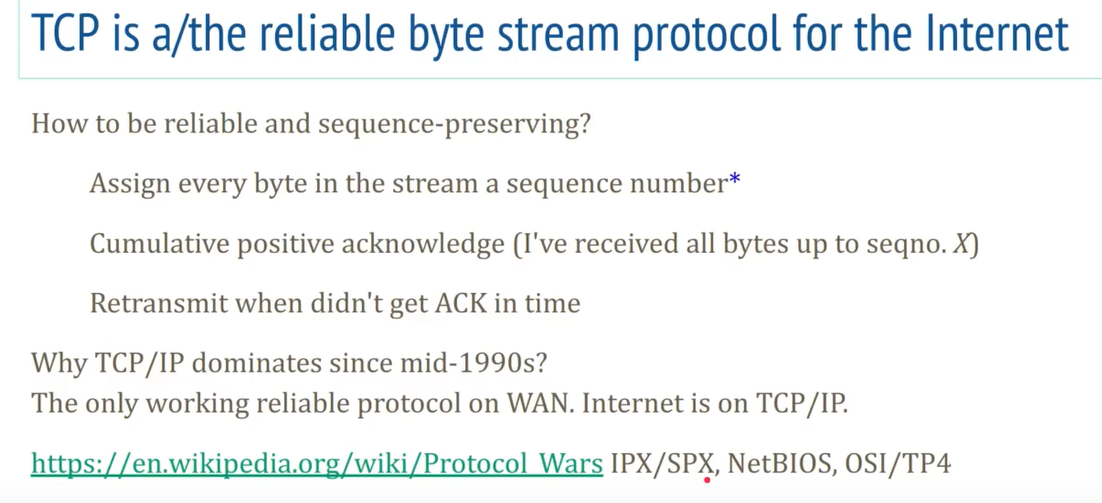 TCP is a/the reliable byte stream protocol for the Internet
How to be reliable and sequence-preserving?
Assign every byte in the stream a sequence number*
Cumulative positive acknowledge (I've received all bytes up to seqno. X)
Retransmit when didn't get ACK in time
Why TCP/IP dominates since mid-1990s?
The only working reliable protocol on WAN. Internet is on TCP/IP.
https://en.wikipedia.org/wiki/Protocol_Wars IPX/SPX, NetBIOS, OSI/TP4